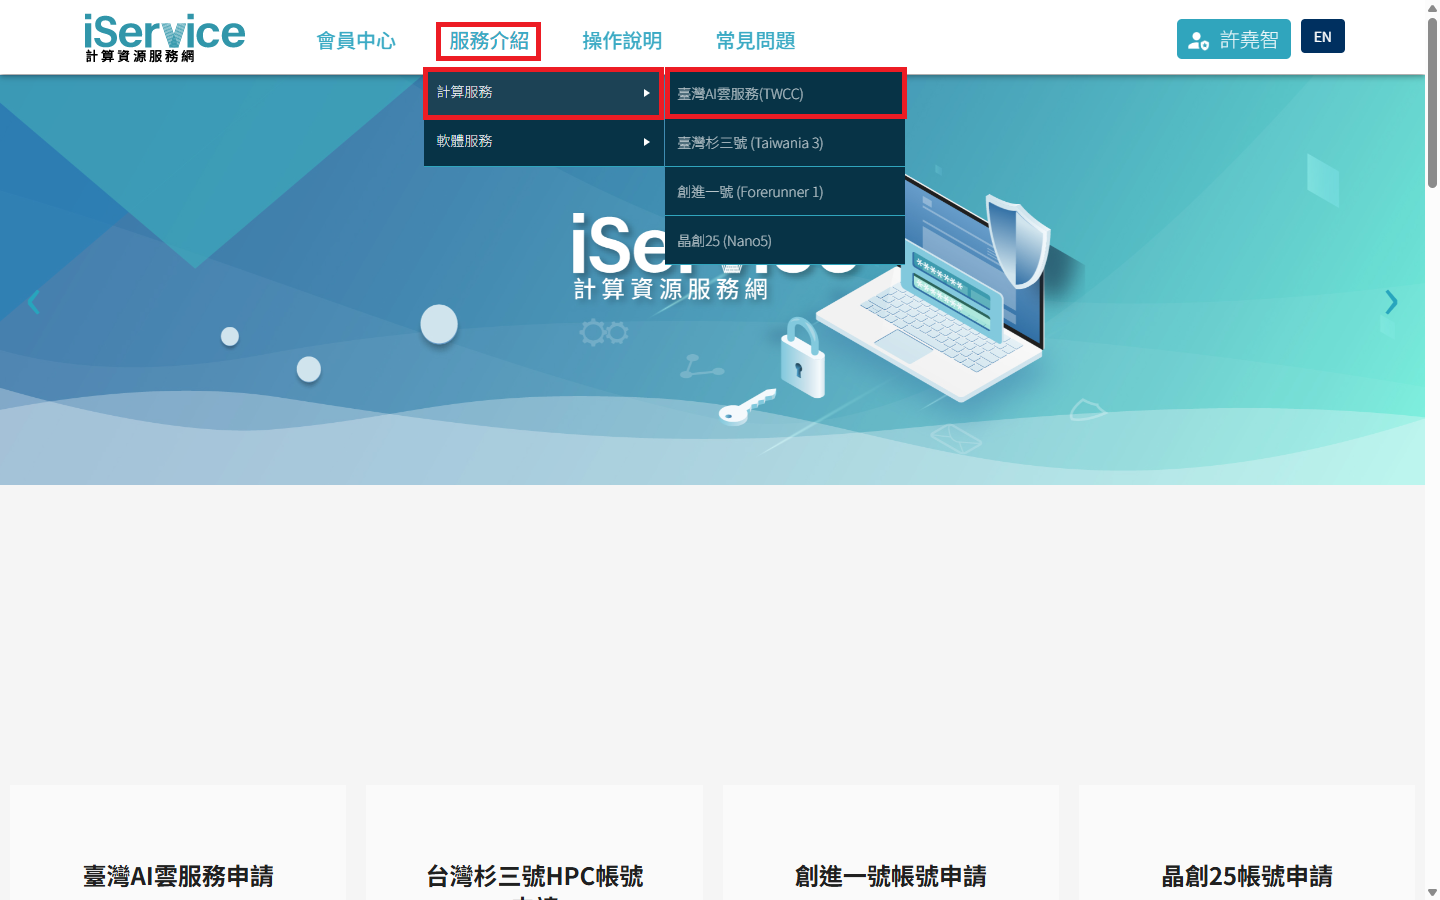 iService
計算資源服務網
會員中心
服務介紹
操作說明
常見問題
許堯智
EN
計算服務
軟體服務
臺灣AI雲服務(TWCC)
臺灣杉三號 (Taiwania 3)
創進一號 (Forerunner 1)
晶創25 (Nano5)
iService
計算資源服務網
臺灣AI雲服務申請
台灣杉三號HPC帳號
申請
創進一號帳號申請
晶創25帳號申請